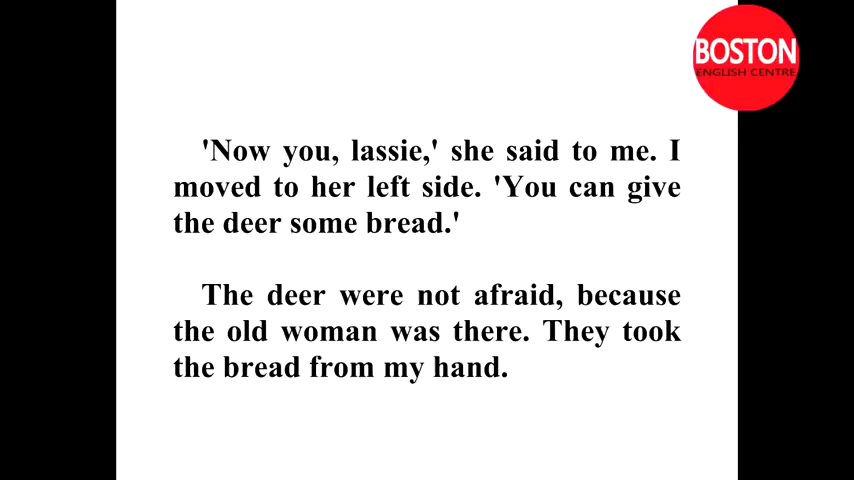 BOSTON
ENGLISH CENTRE
'Now you, lassie,' she said to me. I
moved to her left side. 'You can give
the deer some bread.'
The deer were not afraid, because
the old woman was there. They took
the bread from my hand.